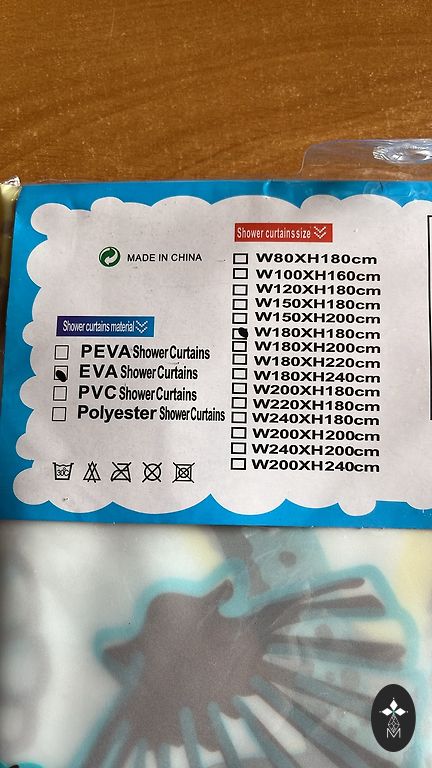 Shower curtains size
MADE IN CHINA
W80XH180cm
W100XH160cm
W120XH180cm
W150XH180cm
W150XH200cm
W180XH180cm
W180XH200cm
W180XH220cm
W180XH240cm
W200XH180cm
W220XH180cm
W240XH180cm
W200XH200cm
W240XH200cm
W200XH240cm
Shower curtains material
PEVA Shower Curtains
EVA Shower Curtains
PVC Shower Curtains
Polyester Shower Curtains
30C
M